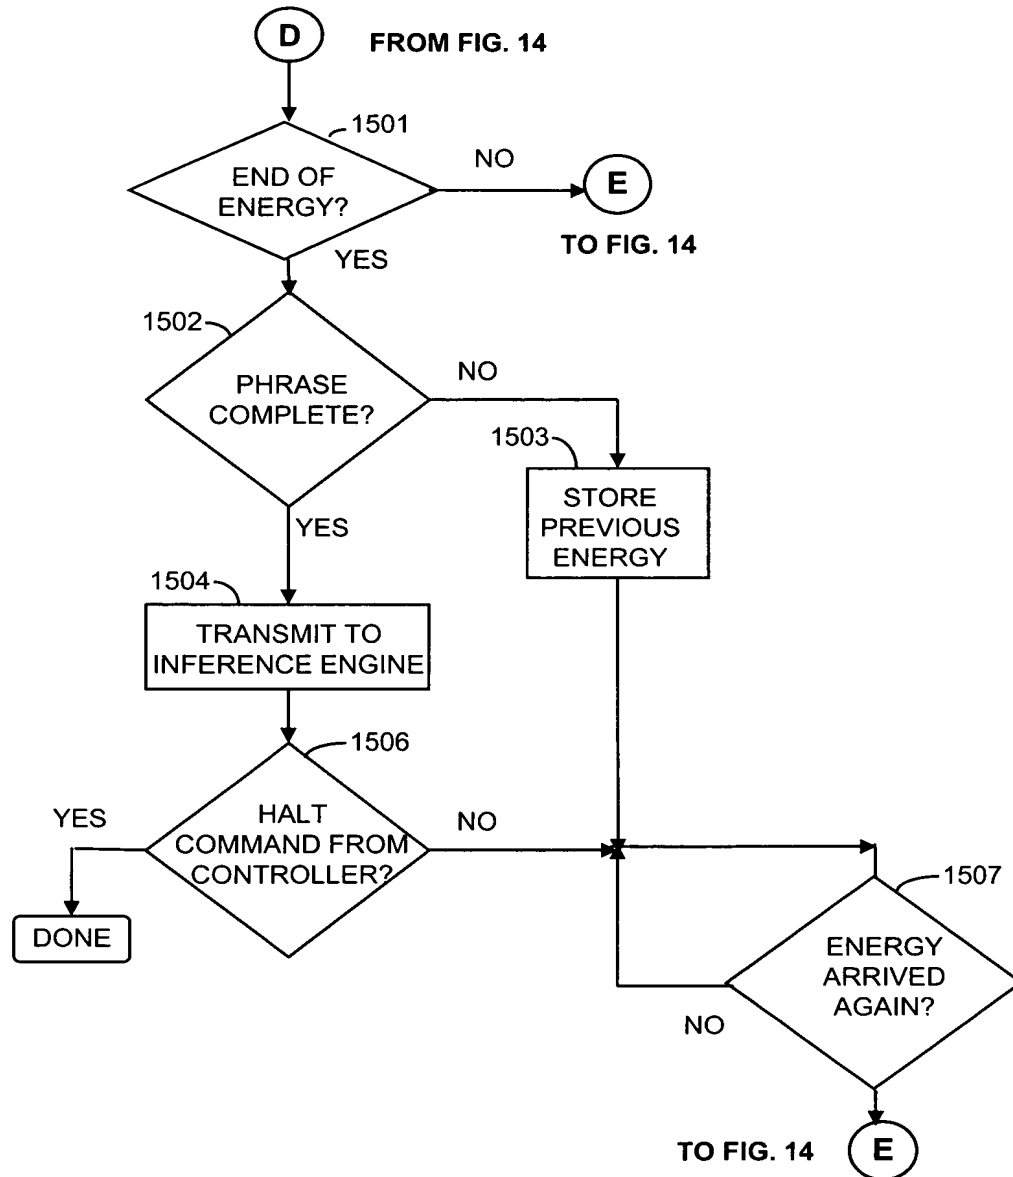 D
FROM FIG. 14
1501
END OF
ENERGY?
NO
E
TO FIG. 14
YES
1502
PHRASE
COMPLETE?
NO
1503
STORE
PREVIOUS
ENERGY
YES
1504
TRANSMIT TO
INFERENCE ENGINE
1506
HALT
COMMAND FROM
CONTROLLER?
YES
NO
DONE
1507
ENERGY
ARRIVED
AGAIN?
NO
TO FIG. 14
E